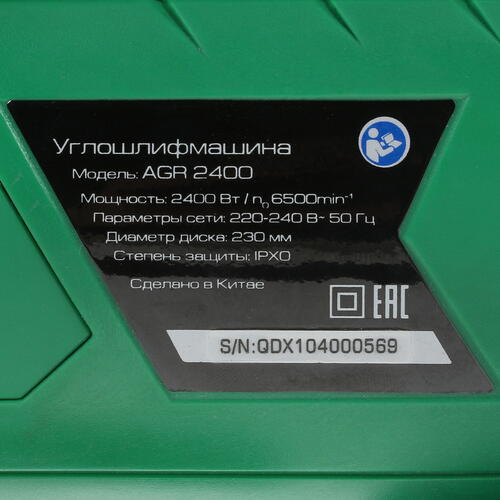 Углошлифмашина
Модель: AGR 2400
Мощность: 2400 Вт / n₀ 6500min⁻¹
Параметры сети: 220-240 В~ 50 Гц
Диаметр диска: 230 мм
Степень защиты: IPX0
Сделано в Китае
EAC
S/N:QDX104000569